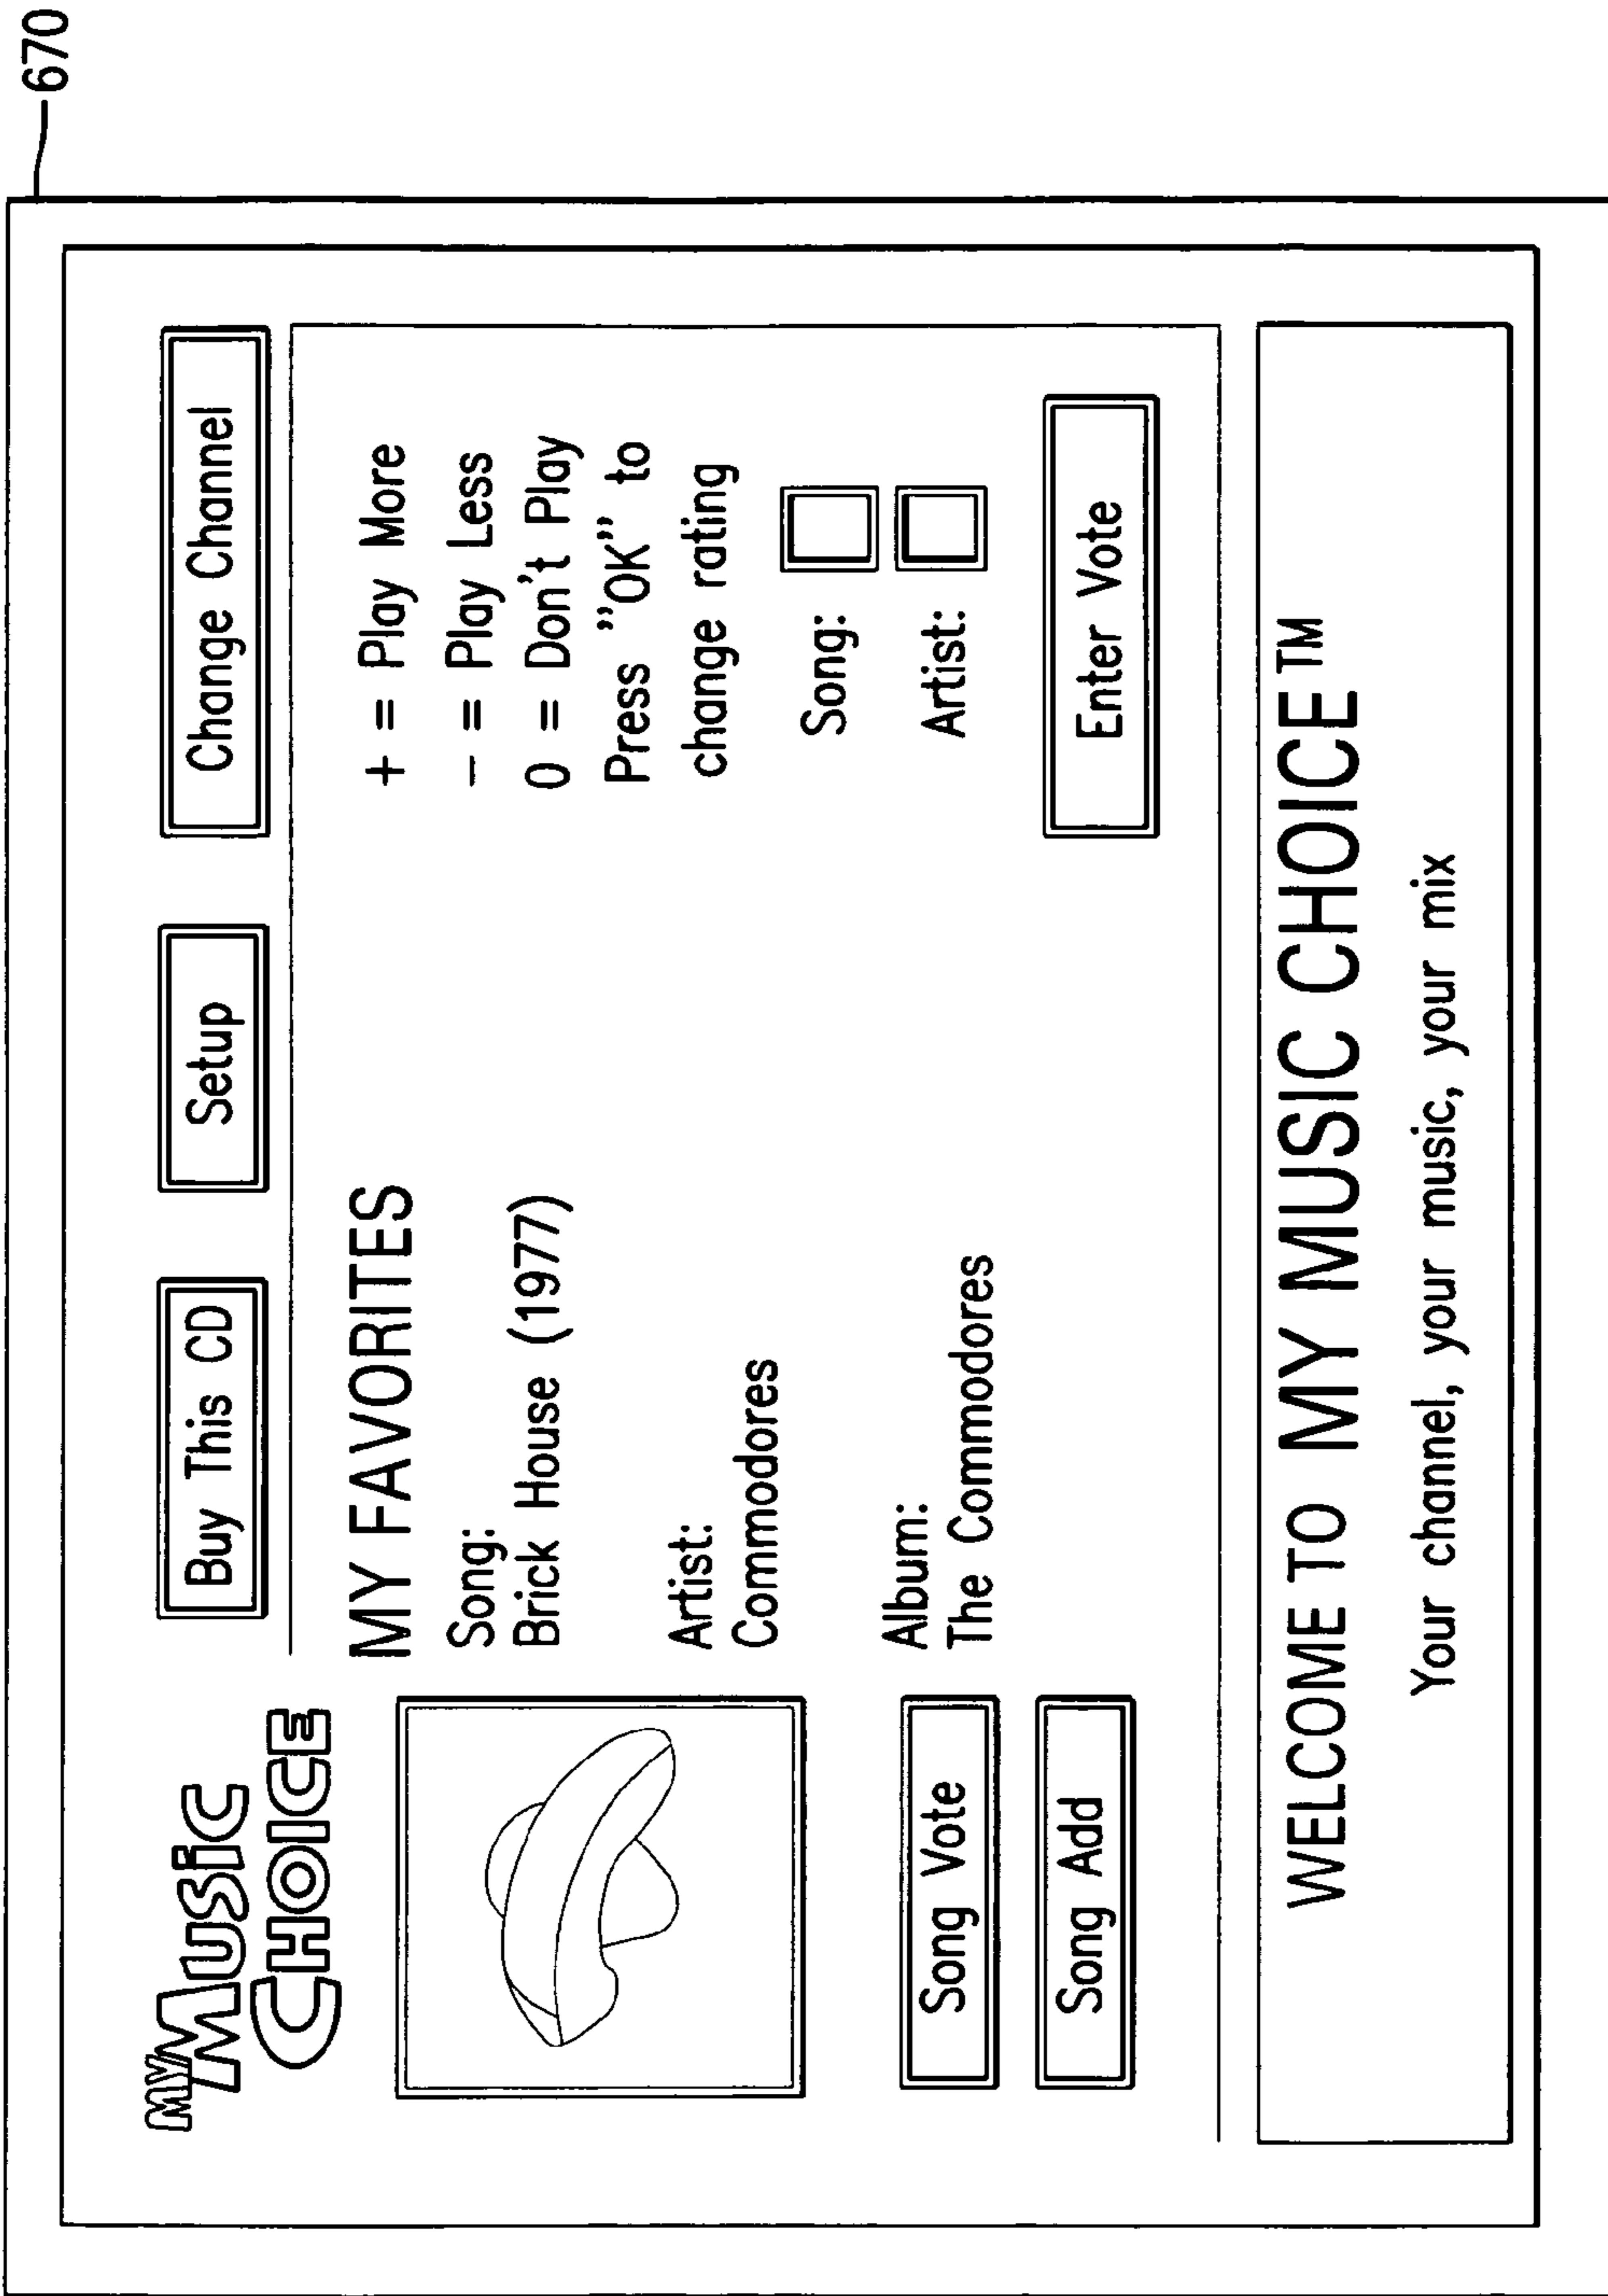 670
MY MUSIC
CHOICE
Buy This CD
Setup
Change Channel
MY FAVORITES
Song:
Brick House (1977)
Artist:
Commodores
Album:
The Commodores
+ = Play More
– = Play Less
0 = Don't Play
Press "OK" to
change rating
Song:
Artist:
Enter Vote
Song Vote
Song Add
WELCOME TO MY MUSIC CHOICE™
Your channel, your music, your mix